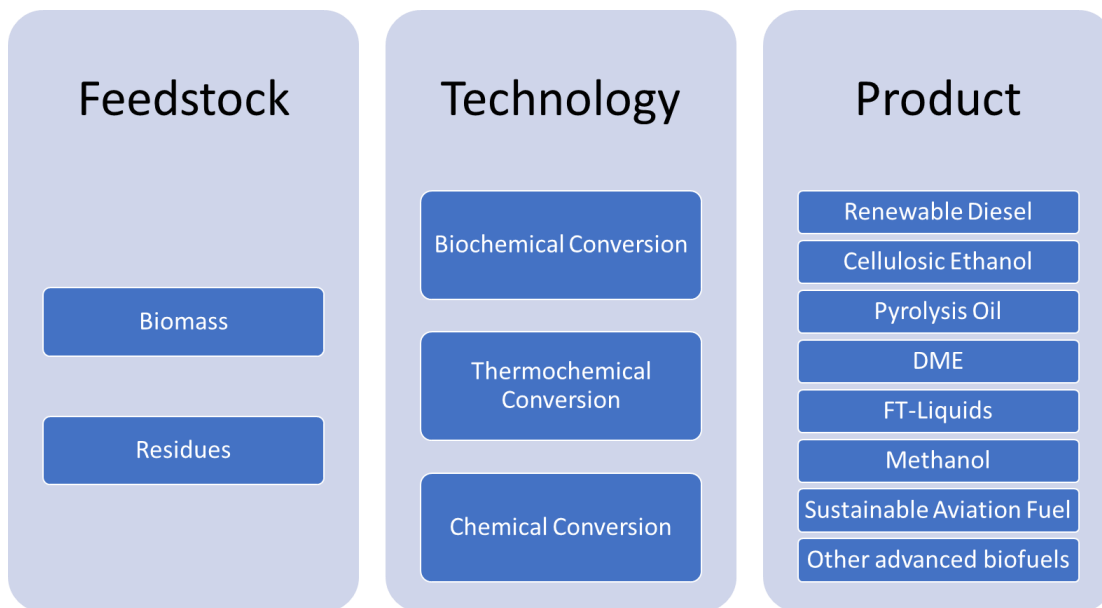 Feedstock
Biomass
Residues
Technology
Biochemical Conversion
Thermochemical
Conversion
Chemical Conversion
Product
Renewable Diesel
Cellulosic Ethanol
Pyrolysis Oil
DME
FT-Liquids
Methanol
Sustainable Aviation Fuel
Other advanced biofuels